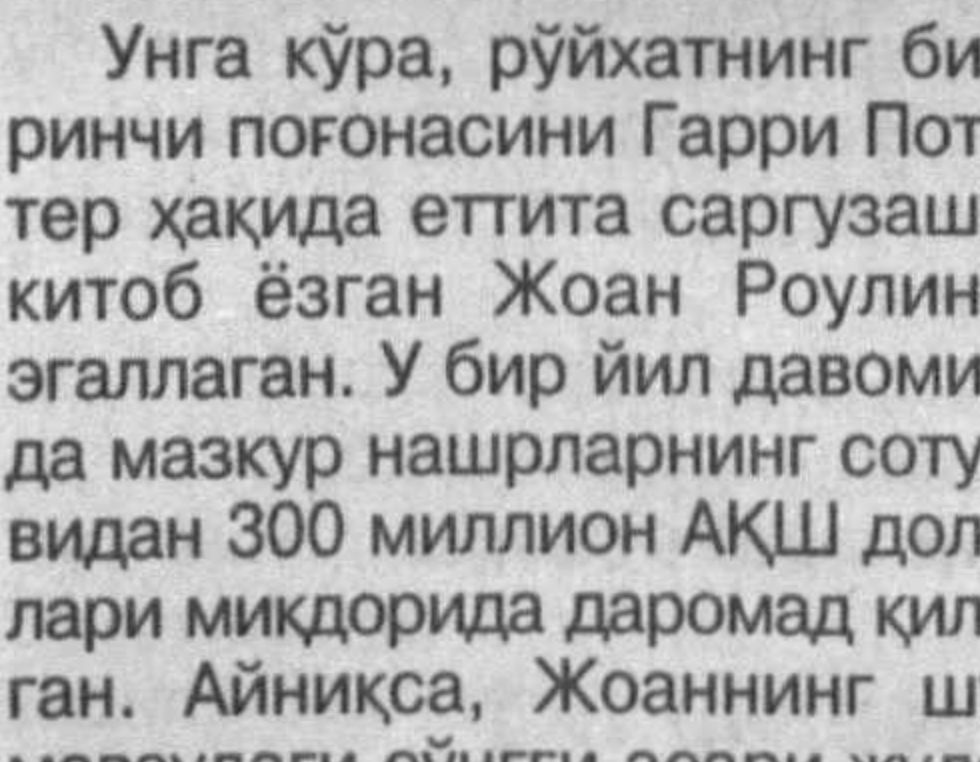 Унга кўра, рўйхатнинг би
ринчи поғонасини Гарри Пот
тер ҳақида еттита саргузаш
китоб ёзган Жоан Роулин
эгаллаган. У бир йил давоми
да мазкур нашрларнинг соту
видан 300 миллион АҚШ дол
лари миқдорида даромад қил
ган. Айниқса, Жоаннинг ш